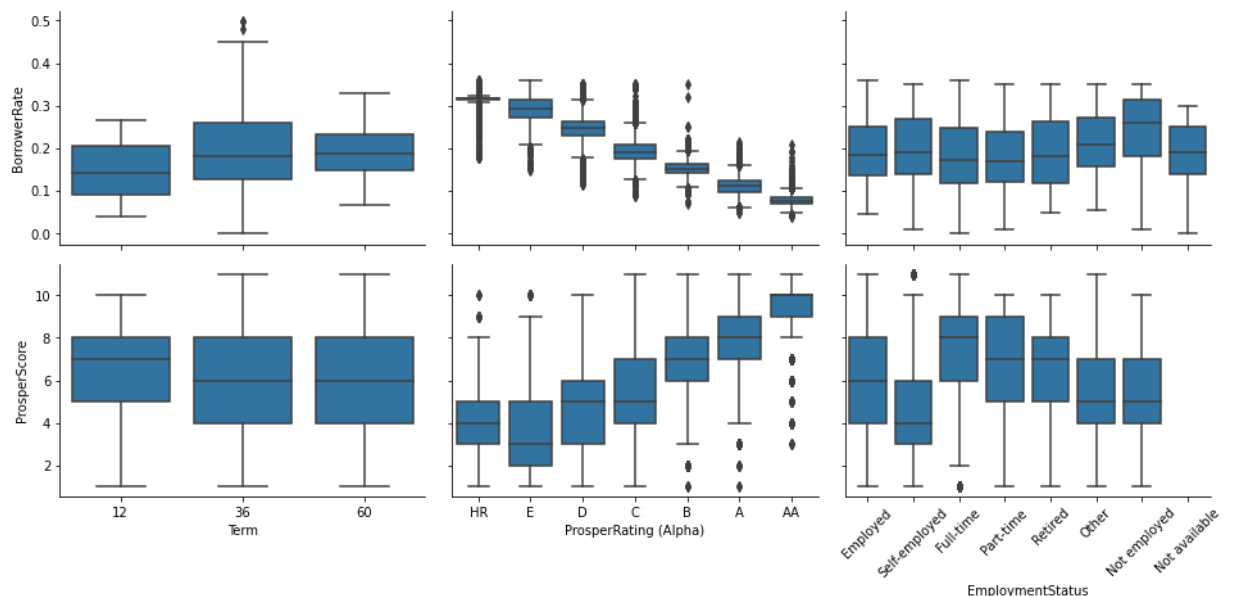 BorrowerRate
0.5
0.4
0.3
0.2
0.1
0.0
ProsperScore
10
8
6
4
2
12 36 60
Term
HR E D C B A AA
ProsperRating (Alpha)
Employed Self-employed Full-time Part-time Retired Other Not employed Not available
EmploymentStatus